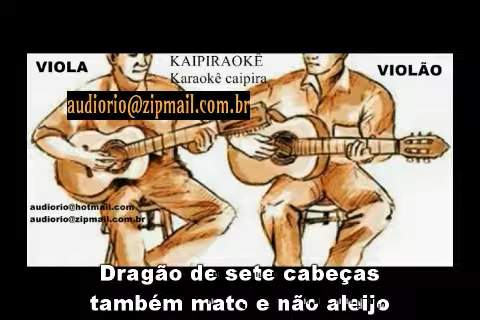 KAIPIRAOKÊ
VIOLA
VIOLÃO
Karaokê caipira
audiorio@zipmail.com.br
audiorio@hotmail.com
audiorio@zipmail.com.br
Dragão de sete cabeças
também mato e não aleijo